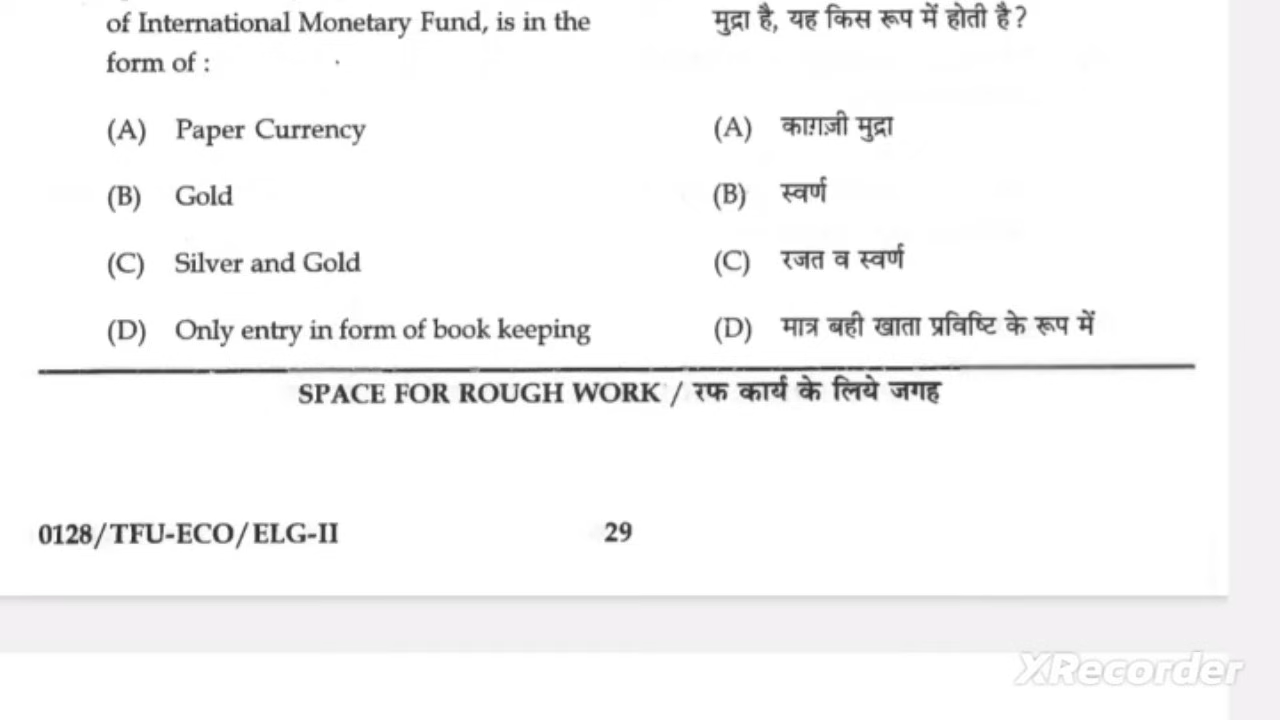 of International Monetary Fund, is in the
form of :
(A) Paper Currency
(B) Gold
(C) Silver and Gold
(D) Only entry in form of book keeping
मुद्रा है, यह किस रूप में होती है ?
(A) काग़ज़ी मुद्रा
(B) स्वर्ण
(C) रजत व स्वर्ण
(D) मात्र बही खाता प्रविष्टि के रूप में
SPACE FOR ROUGH WORK / रफ कार्य के लिये जगह
0128/TFU-ECO/ELG-II 29
XRecorder